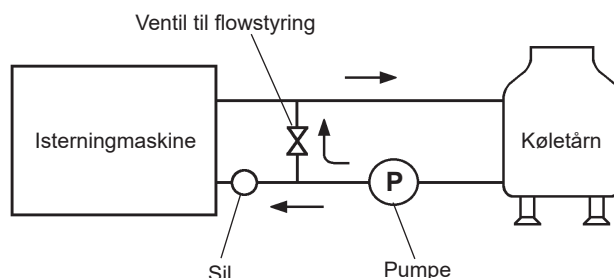 Ventil til flowstyring
Isterningmaskine
Køletårn
P
Sil
Pumpe